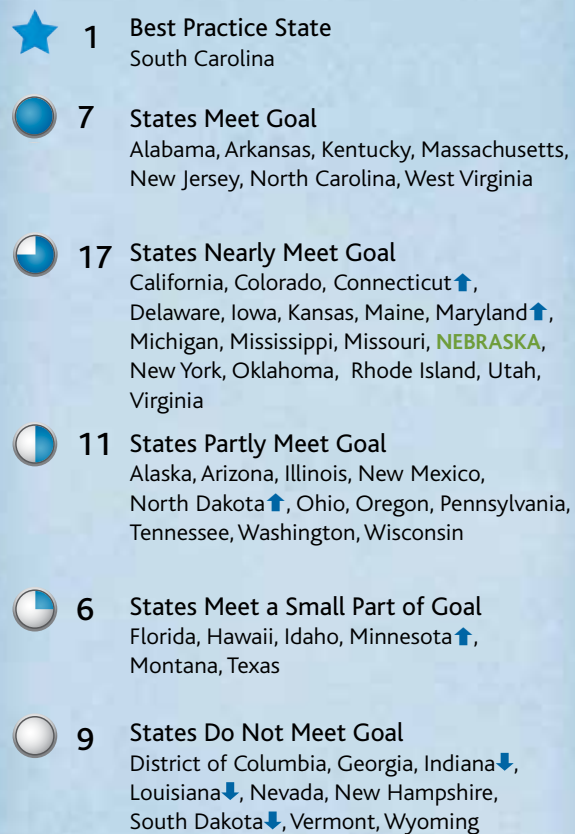 1 Best Practice State
South Carolina
7 States Meet Goal
Alabama, Arkansas, Kentucky, Massachusetts,
New Jersey, North Carolina, West Virginia
17 States Nearly Meet Goal
California, Colorado, Connecticut⬆,
Delaware, Iowa, Kansas, Maine, Maryland⬆,
Michigan, Mississippi, Missouri, NEBRASKA,
New York, Oklahoma, Rhode Island, Utah,
Virginia
11 States Partly Meet Goal
Alaska, Arizona, Illinois, New Mexico,
North Dakota⬆, Ohio, Oregon, Pennsylvania,
Tennessee, Washington, Wisconsin
6 States Meet a Small Part of Goal
Florida, Hawaii, Idaho, Minnesota⬆,
Montana, Texas
9 States Do Not Meet Goal
District of Columbia, Georgia, Indiana⬇,
Louisiana⬇, Nevada, New Hampshire,
South Dakota⬇, Vermont, Wyoming